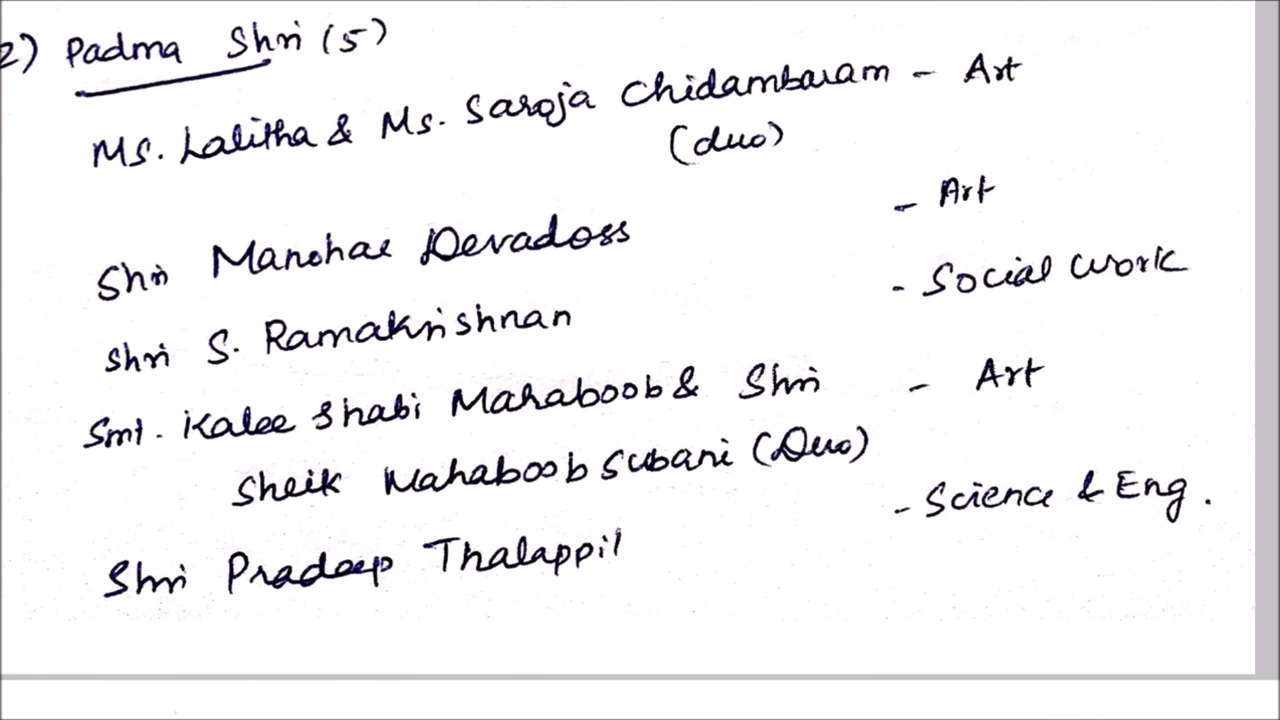 2) Padma Shri (5)
Ms. Lalitha & Ms. Saroja Chidambaram - Art
(duo)
Shri Manohar Devadoss - Art
Shri S. Ramakrishnan - Social work
Smt. Kalee Shabi Mahaboob & Shri - Art
Sheik Mahaboob Subani (Duo)
Shri Pradeep Thalappil - Science & Eng.